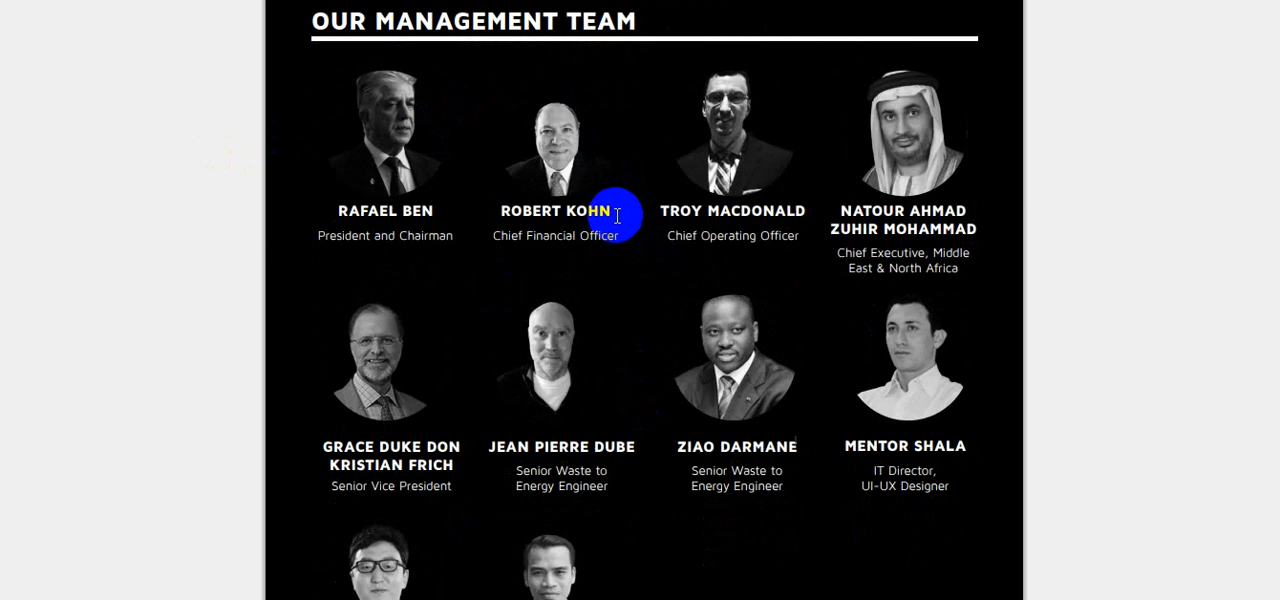 OUR MANAGEMENT TEAM
RAFAEL BEN
President and Chairman
ROBERT KOHN
Chief Financial Officer
TROY MACDONALD
Chief Operating Officer
NATOUR AHMAD
ZUHIR MOHAMMAD
Chief Executive, Middle
East & North Africa
GRACE DUKE DON
KRISTIAN FRICH
Senior Vice President
JEAN PIERRE DUBE
Senior Waste to
Energy Engineer
ZIAO DARMANE
Senior Waste to
Energy Engineer
MENTOR SHALA
IT Director,
UI-UX Designer